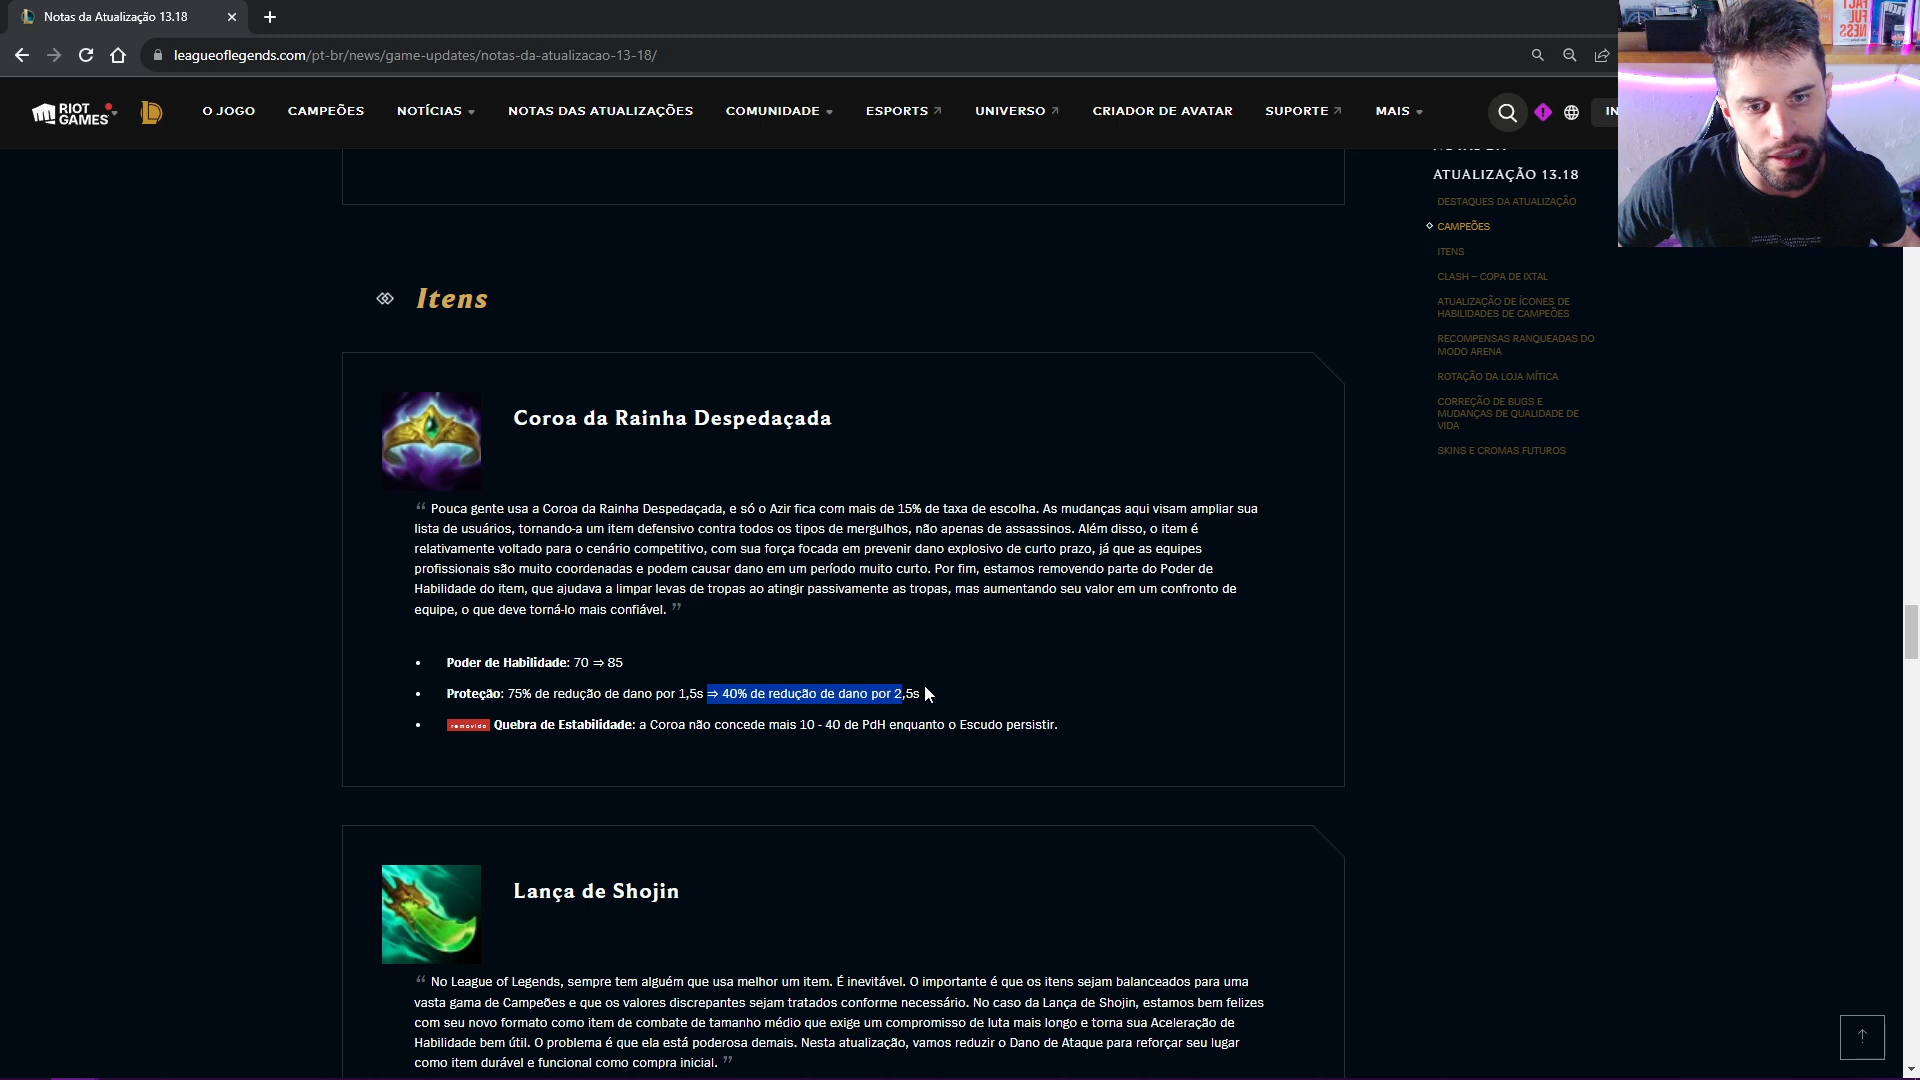 Notas da Atualização 13.18
leagueoflegends.com/pt-br/news/game-updates/notas-da-atualizacao-13-18/
RIOT GAMES
O JOGO
CAMPEÕES
NOTÍCIAS
NOTAS DAS ATUALIZAÇÕES
COMUNIDADE
ESPORTS
UNIVERSO
CRIADOR DE AVATAR
SUPORTE
MAIS
IN
FACT
FUL
NESS
ATUALIZAÇÃO 13.18
DESTAQUES DA ATUALIZAÇÃO
CAMPEÕES
ITENS
CLASH – COPA DE IXTAL
ATUALIZAÇÃO DE ÍCONES DE
HABILIDADES DE CAMPEÕES
RECOMPENSAS RANQUEADAS DO
MODO ARENA
ROTAÇÃO DA LOJA MÍTICA
CORREÇÃO DE BUGS E
MUDANÇAS DE QUALIDADE DE
VIDA
SKINS E CROMAS FUTUROS
Itens
Coroa da Rainha Despedaçada
“ Pouca gente usa a Coroa da Rainha Despedaçada, e só o Azir fica com mais de 15% de taxa de escolha. As mudanças aqui visam ampliar sua
lista de usuários, tornando-a um item defensivo contra todos os tipos de mergulhos, não apenas de assassinos. Além disso, o item é
relativamente voltado para o cenário competitivo, com sua força focada em prevenir dano explosivo de curto prazo, já que as equipes
profissionais são muito coordenadas e podem causar dano em um período muito curto. Por fim, estamos removendo parte do Poder de
Habilidade do item, que ajudava a limpar levas de tropas ao atingir passivamente as tropas, mas aumentando seu valor em um confronto de
equipe, o que deve torná-lo mais confiável. ”
• Poder de Habilidade: 70 ⇒ 85
• Proteção: 75% de redução de dano por 1,5s ⇒ 40% de redução de dano por 2,5s
• removido Quebra de Estabilidade: a Coroa não concede mais 10 - 40 de PdH enquanto o Escudo persistir.
Lança de Shojin
“ No League of Legends, sempre tem alguém que usa melhor um item. É inevitável. O importante é que os itens sejam balanceados para uma
vasta gama de Campeões e que os valores discrepantes sejam tratados conforme necessário. No caso da Lança de Shojin, estamos bem felizes
com seu novo formato como item de combate de tamanho médio que exige um compromisso de luta mais longo e torna sua Aceleração de
Habilidade bem útil. O problema é que ela está poderosa demais. Nesta atualização, vamos reduzir o Dano de Ataque para reforçar seu lugar
como item durável e funcional como compra inicial. ”